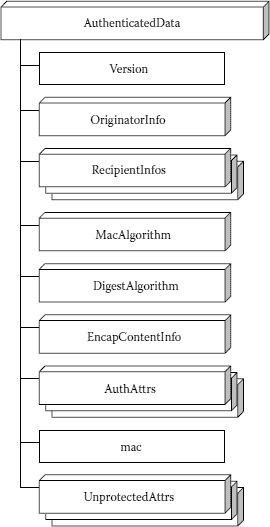 AuthenticatedData
Version
OriginatorInfo
RecipientInfos
MacAlgorithm
DigestAlgorithm
EncapContentInfo
AuthAttrs
mac
UnprotectedAttrs